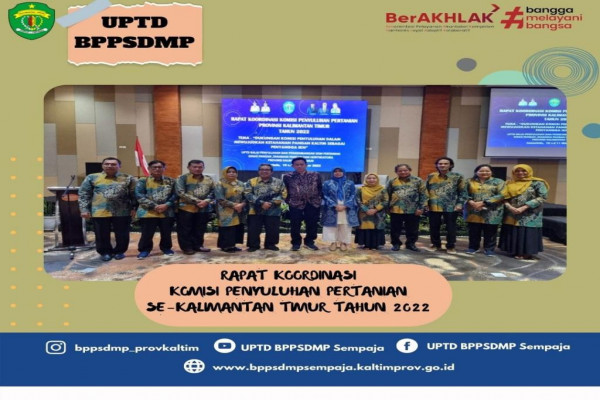 UPTD
BPPSDMP
BerAKHLAK
#bangga
melayani
bangsa
RAPAT KOORDINASI KOMISI PENYULUHAN PERTANIAN
PROVINSI KALIMANTAN TIMUR
TAHUN 2022
RAPAT KOORDINASI
KOMISI PENYULUHAN PERTANIAN
SE-KALIMANTAN TIMUR TAHUN 2022
bppsdmp_provkaltim
UPTD BPPSDMP Sempaja
UPTD BPPSDMP Sempaja
www.bppsdmpsempaja.kaltimprov.go.id